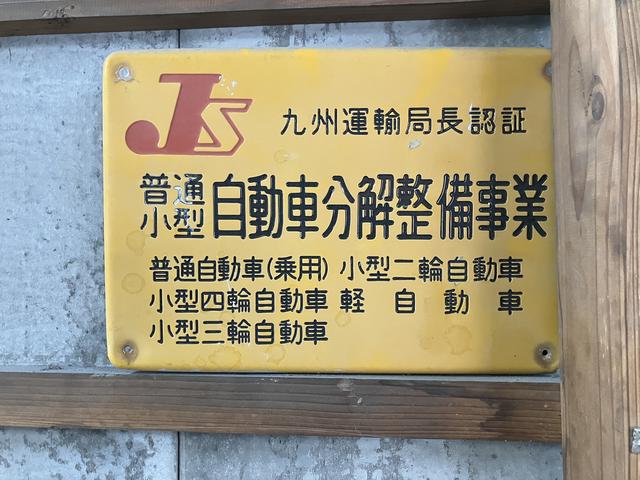 JS 九州運輸局長認証
普通
小型 自動車分解整備事業
普通自動車(乗用) 小型二輪自動車
小型四輪自動車 軽自動車
小型三輪自動車